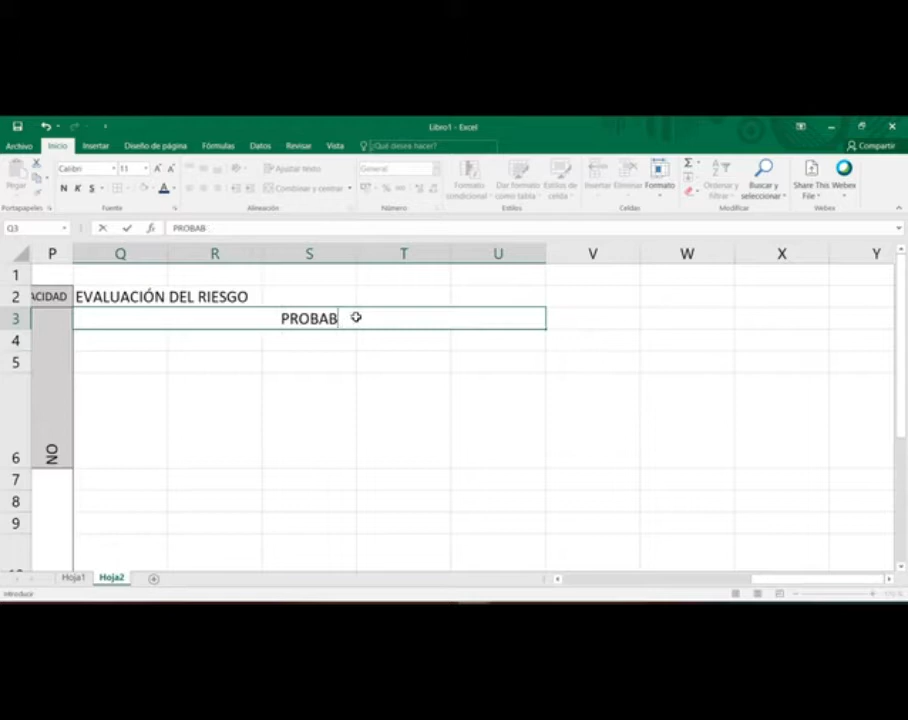 Libro1 - Excel
Archivo Inicio Insertar Diseño de página Fórmulas Datos Revisar Vista ¿Qué desea hacer? Compartir
Pegar Calibri 11 Ajustar texto General
N K S Combinar y centrar Formato condicional Dar formato como tabla Estilos de celda Insertar Eliminar Formato Ordenar y filtrar Buscar y seleccionar Share This File Webex
Portapapeles Fuente Alineación Número Estilos Celdas Modificar Webex
Q3 PROBAB
P Q R S T U V W X Y
1
2 ACIDAD EVALUACIÓN DEL RIESGO
3 PROBAB
4
5
6 NO
7
8
9
Hoja1 Hoja2
Introducir